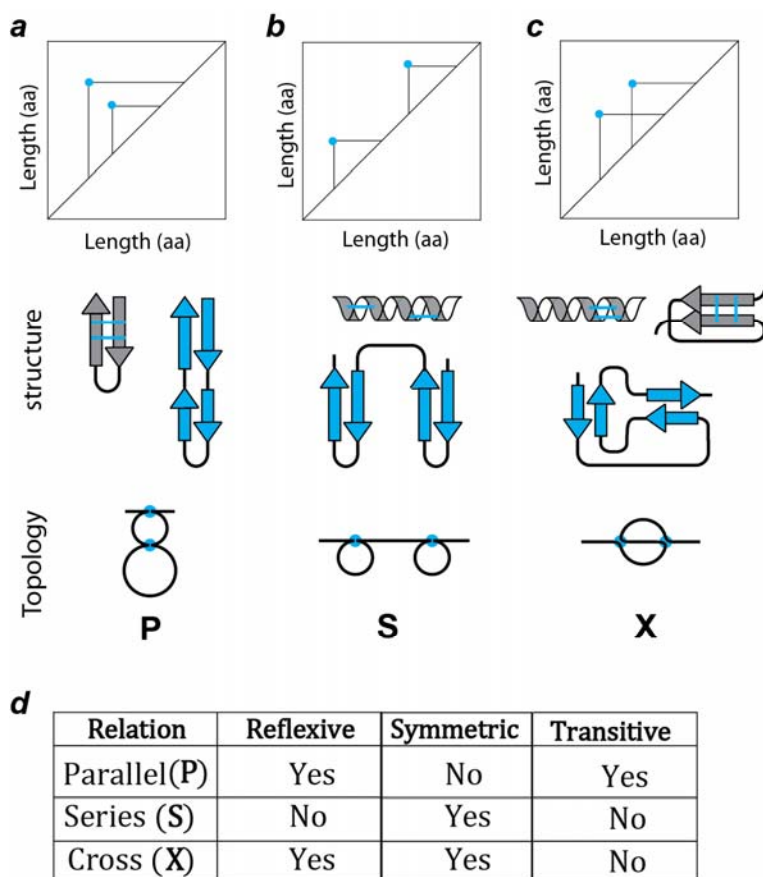 a b c
Length (aa) Length (aa) Length (aa)
Length (aa) Length (aa) Length (aa)
structure
Topology
P S X
d
Relation Reflexive Symmetric Transitive
Parallel(P) Yes No Yes
Series (S) No Yes No
Cross (X) Yes Yes No